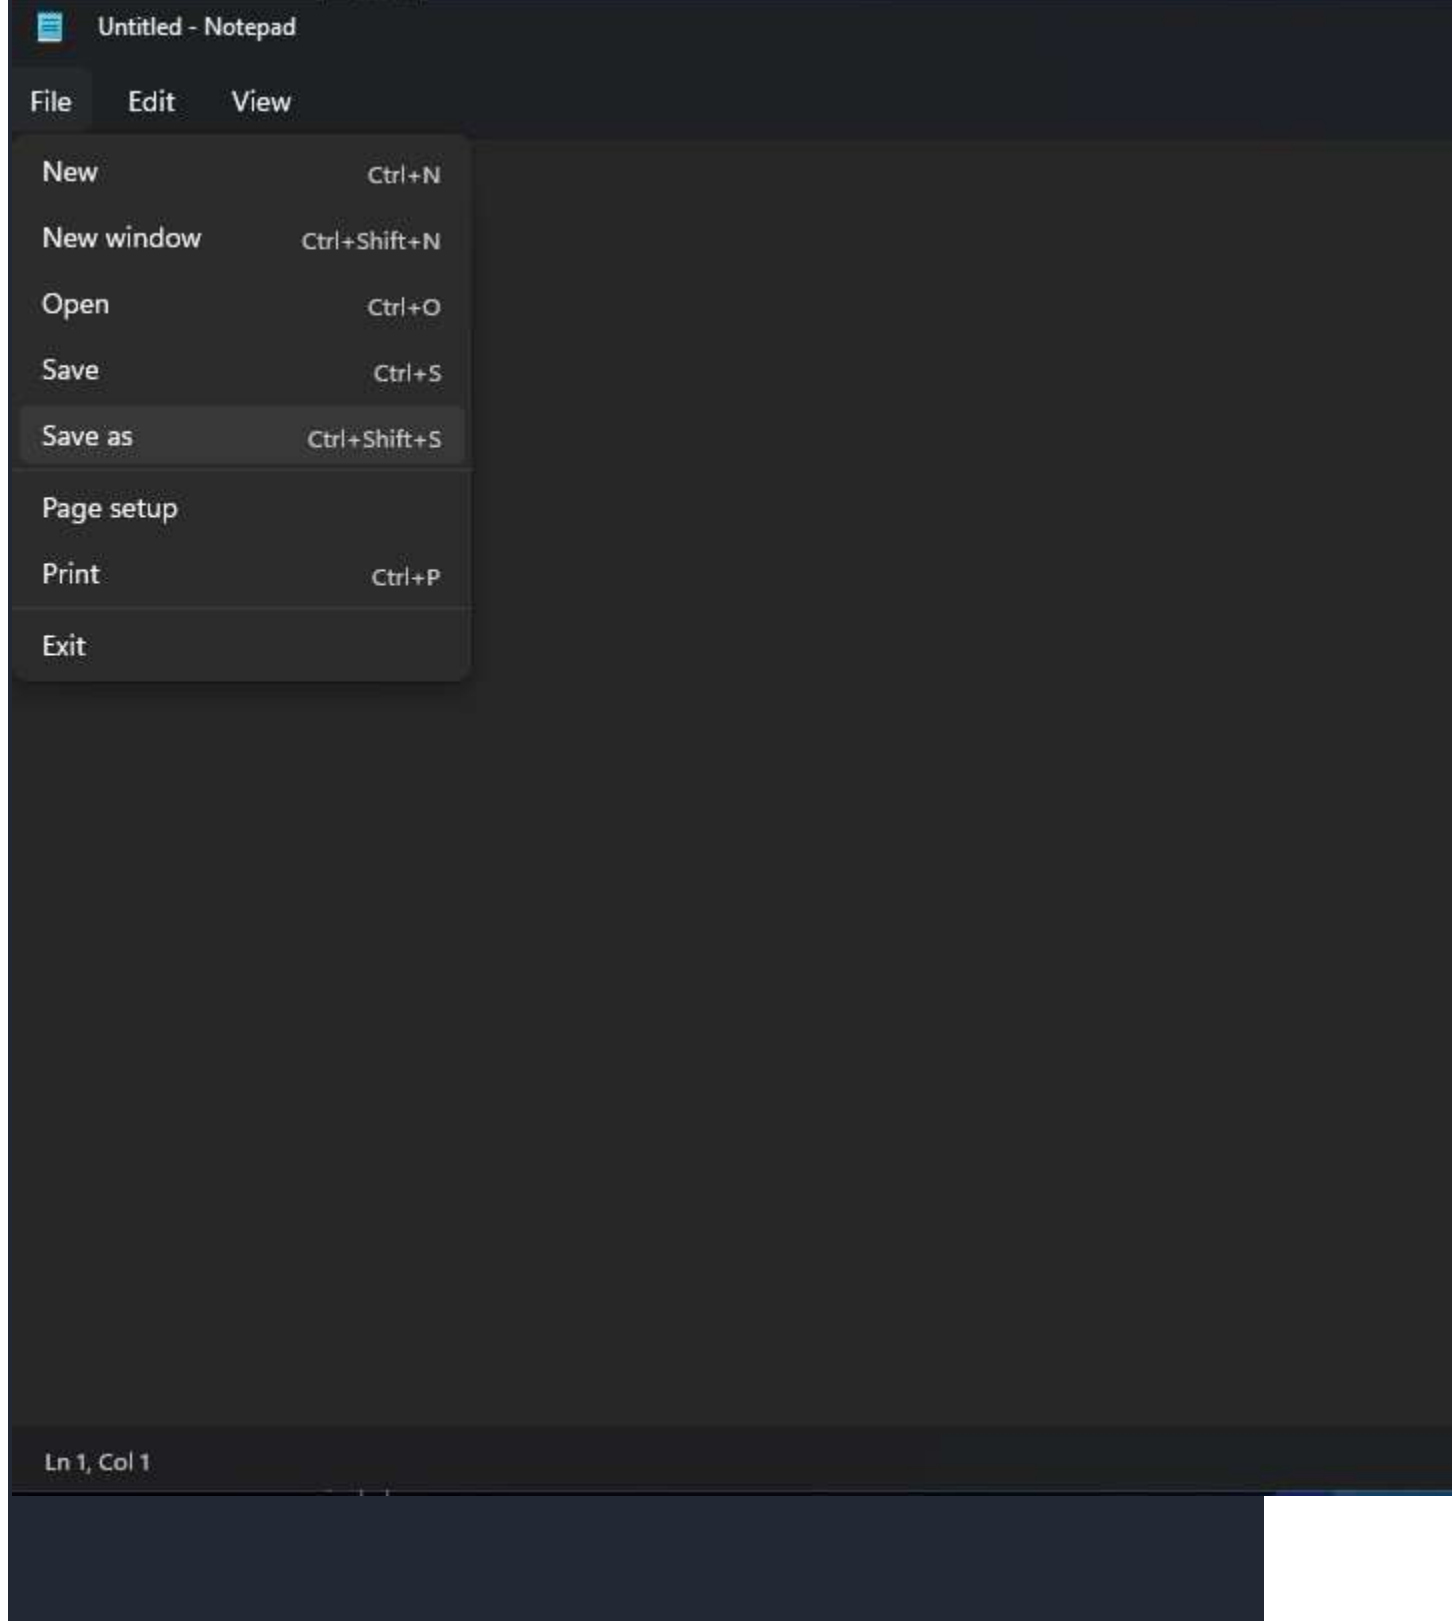 Untitled - Notepad
File Edit View
New Ctrl+N
New window Ctrl+Shift+N
Open Ctrl+O
Save Ctrl+S
Save as Ctrl+Shift+S
Page setup
Print Ctrl+P
Exit
Ln 1, Col 1